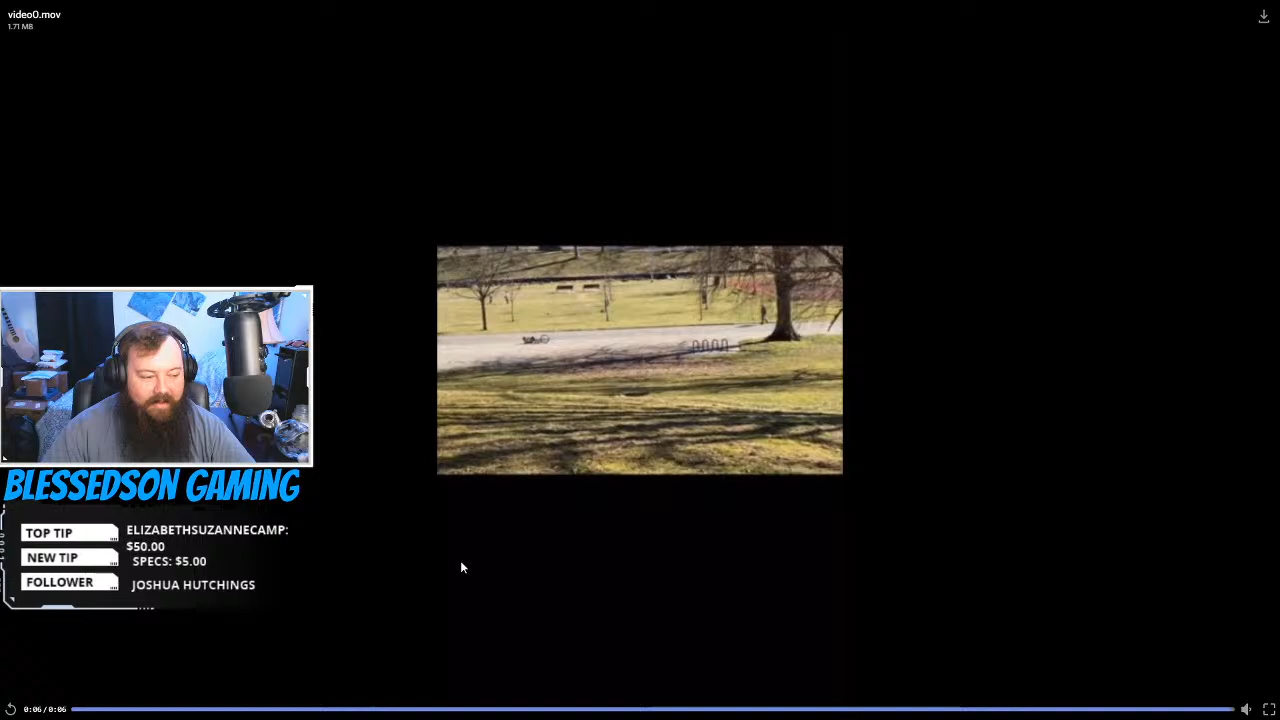 video0.mov
1.71 MB
BLESSEDSON GAMING
TOP TIP
ELIZABETHSUZANNECAMP:
$50.00
NEW TIP
SPECS: $5.00
FOLLOWER
JOSHUA HUTCHINGS
0:06/0:06